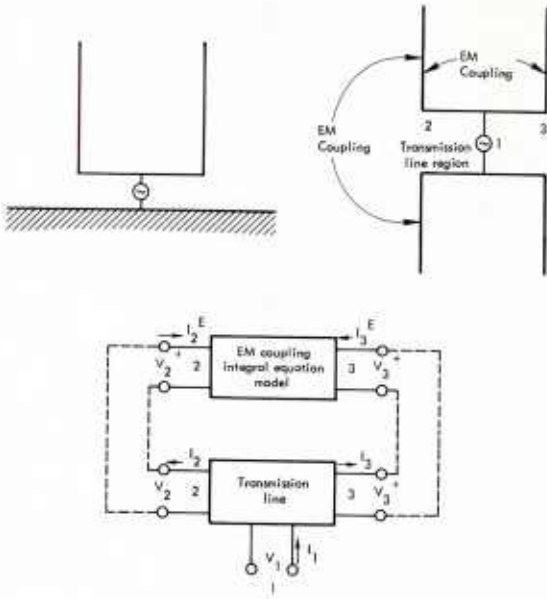 EM
Coupling
2
3
EM
Coupling
Transmission
line region
1
I2E
I3E
+
+
V2
2
EM coupling
integral equation
model
3
V3
I2
I3
V2
2
Transmission
line
3
V3
+
V1
I1
1